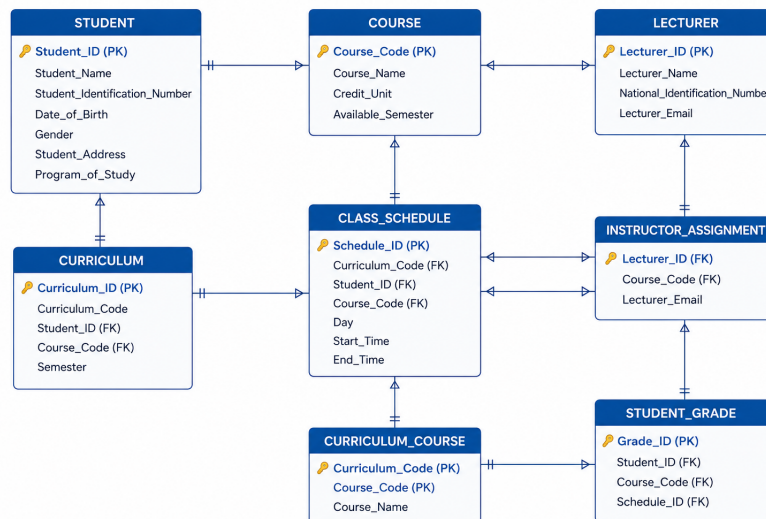 STUDENT
Student_ID (PK)
Student_Name
Student_Identification_Number
Date_of_Birth
Gender
Student_Address
Program_of_Study
COURSE
Course_Code (PK)
Course_Name
Credit_Unit
Available_Semester
LECTURER
Lecturer_ID (PK)
Lecturer_Name
National_Identification_Numbe
Lecturer_Email
CURRICULUM
Curriculum_ID (PK)
Curriculum_Code
Student_ID (FK)
Course_Code (FK)
Semester
CLASS_SCHEDULE
Schedule_ID (PK)
Curriculum_Code (FK)
Student_ID (FK)
Course_Code (FK)
Day
Start_Time
End_Time
INSTRUCTOR_ASSIGNMENT
Lecturer_ID (FK)
Course_Code (FK)
Lecturer_Email
CURRICULUM_COURSE
Curriculum_Code (PK)
Course_Code (PK)
Course_Name
STUDENT_GRADE
Grade_ID (PK)
Student_ID (FK)
Course_Code (FK)
Schedule_ID (FK)